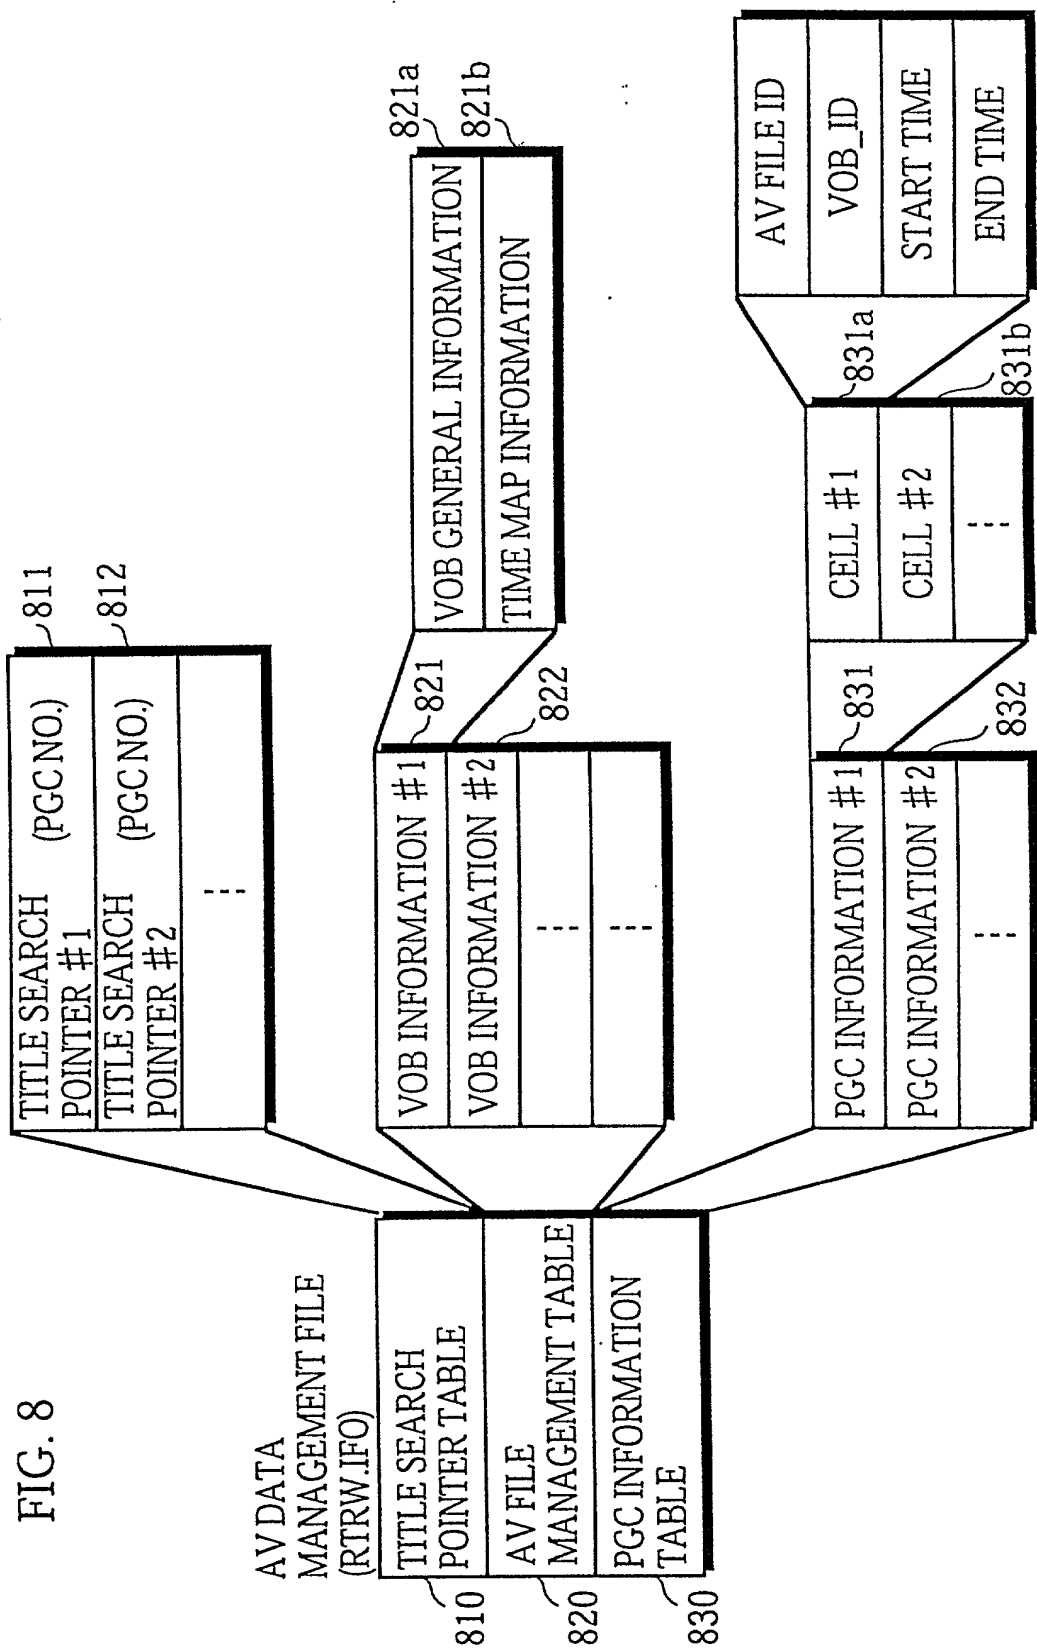 FIG. 8
AV DATA
MANAGEMENT FILE
(RTRW.IFO)
TITLE SEARCH
POINTER TABLE
AV FILE
MANAGEMENT TABLE
PGC INFORMATION
TABLE
810
820
830
TITLE SEARCH (PGC NO.)
POINTER #1
TITLE SEARCH (PGC NO.)
POINTER #2
811
812
VOB INFORMATION #1
VOB INFORMATION #2
821
822
VOB GENERAL INFORMATION
TIME MAP INFORMATION
821a
821b
PGC INFORMATION #1
PGC INFORMATION #2
831
832
CELL #1
CELL #2
831a
831b
AV FILE ID
VOB_ID
START TIME
END TIME